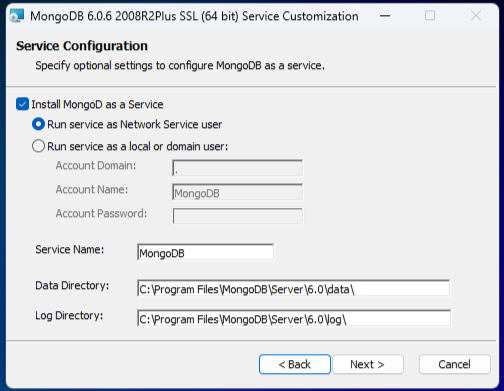 MongoDB 6.0.6 2008R2Plus SSL (64 bit) Service Customization
Service Configuration
Specify optional settings to configure MongoDB as a service.
Install MongoD as a Service
Run service as Network Service user
Run service as a local or domain user:
Account Domain: .
Account Name: MongoDB
Account Password:
Service Name: MongoDB
Data Directory: C:\Program Files\MongoDB\Server\6.0\data\
Log Directory: C:\Program Files\MongoDB\Server\6.0\log\
< Back Next > Cancel